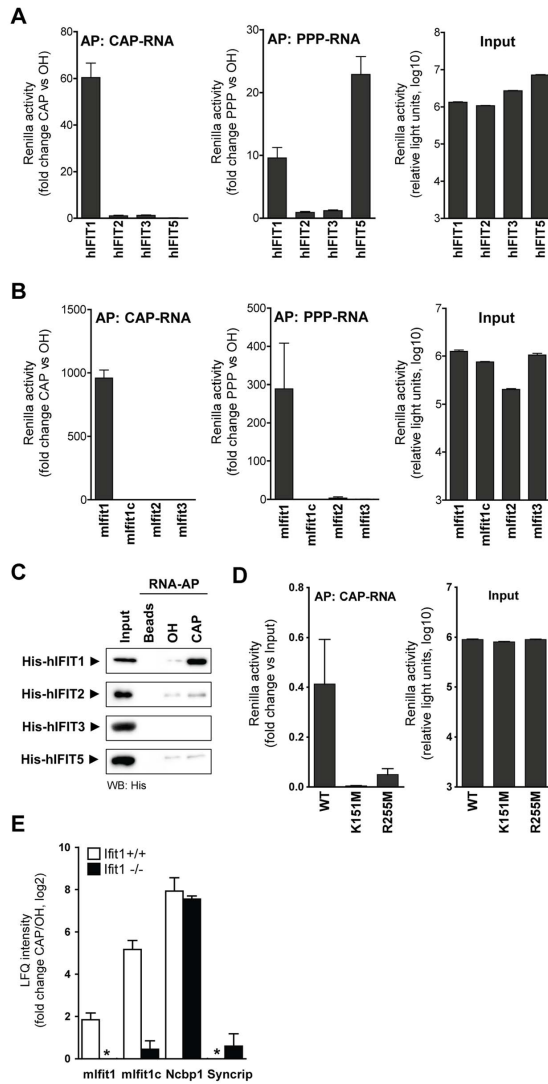 A
AP: CAP-RNA
Renilla activity
(fold change CAP vs OH)
80
60
40
20
0
hIFIT1
hIFIT2
hIFIT3
hIFIT5
AP: PPP-RNA
Renilla activity
(fold change PPP vs OH)
30
20
10
0
hIFIT1
hIFIT2
hIFIT3
hIFIT5
Input
Renilla activity
(relative light units, log10)
8
7
6
5
4
3
hIFIT1
hIFIT2
hIFIT3
hIFIT5
B
AP: CAP-RNA
Renilla activity
(fold change CAP vs OH)
1500
1000
500
0
mIfit1
mIfit1c
mIfit2
mIfit3
AP: PPP-RNA
Renilla activity
(fold change PPP vs OH)
500
400
300
200
100
0
mIfit1
mIfit1c
mIfit2
mIfit3
Input
Renilla activity
(relative light units, log10)
7
6
5
4
3
mIfit1
mIfit1c
mIfit2
mIfit3
C
RNA-AP
Input
Beads
OH
CAP
His-hIFIT1
His-hIFIT2
His-hIFIT3
His-hIFIT5
WB: His
D
AP: CAP-RNA
Renilla activity
(fold change vs Input)
0.8
0.6
0.4
0.2
0.0
WT
K151M
R255M
Input
Renilla activity
(relative light units, log10)
7
6
5
4
3
WT
K151M
R255M
E
Ifit1+/+
Ifit1 -/-
LFQ intensity
(fold change CAP/OH, log2)
10
8
6
4
2
0
*
*
mIfit1
mIfit1c
Ncbp1
Syncrip